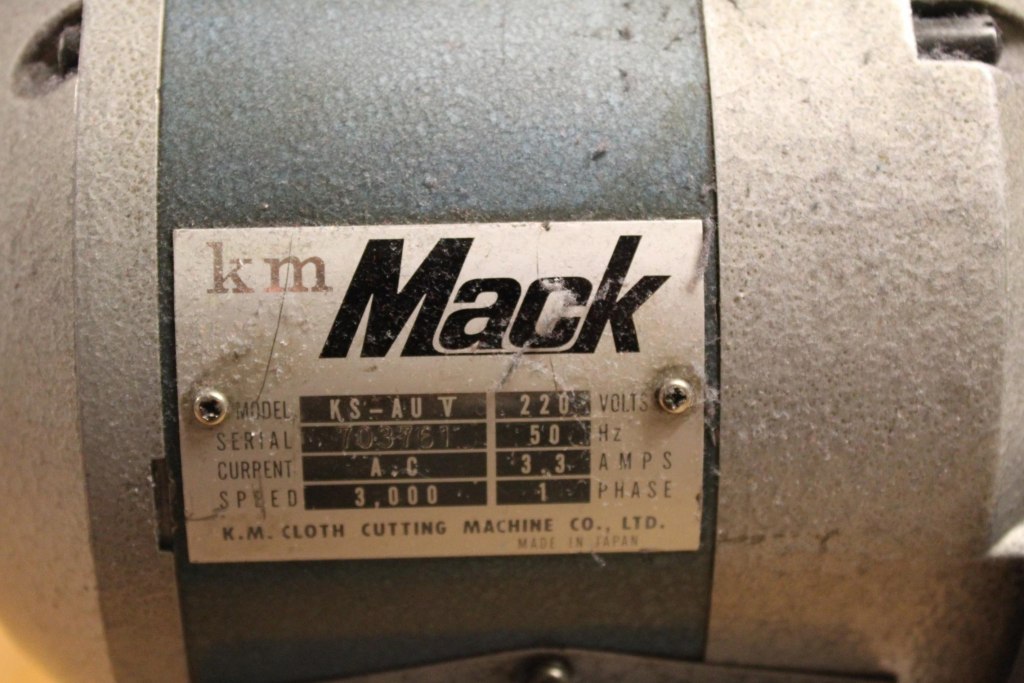 km Mack
MODEL KS-AU V 220 VOLTS
SERIAL 703761 50 Hz
CURRENT A.C 3.3 AMPS
SPEED 3,000 1 PHASE
K.M. CLOTH CUTTING MACHINE CO., LTD.
MADE IN JAPAN